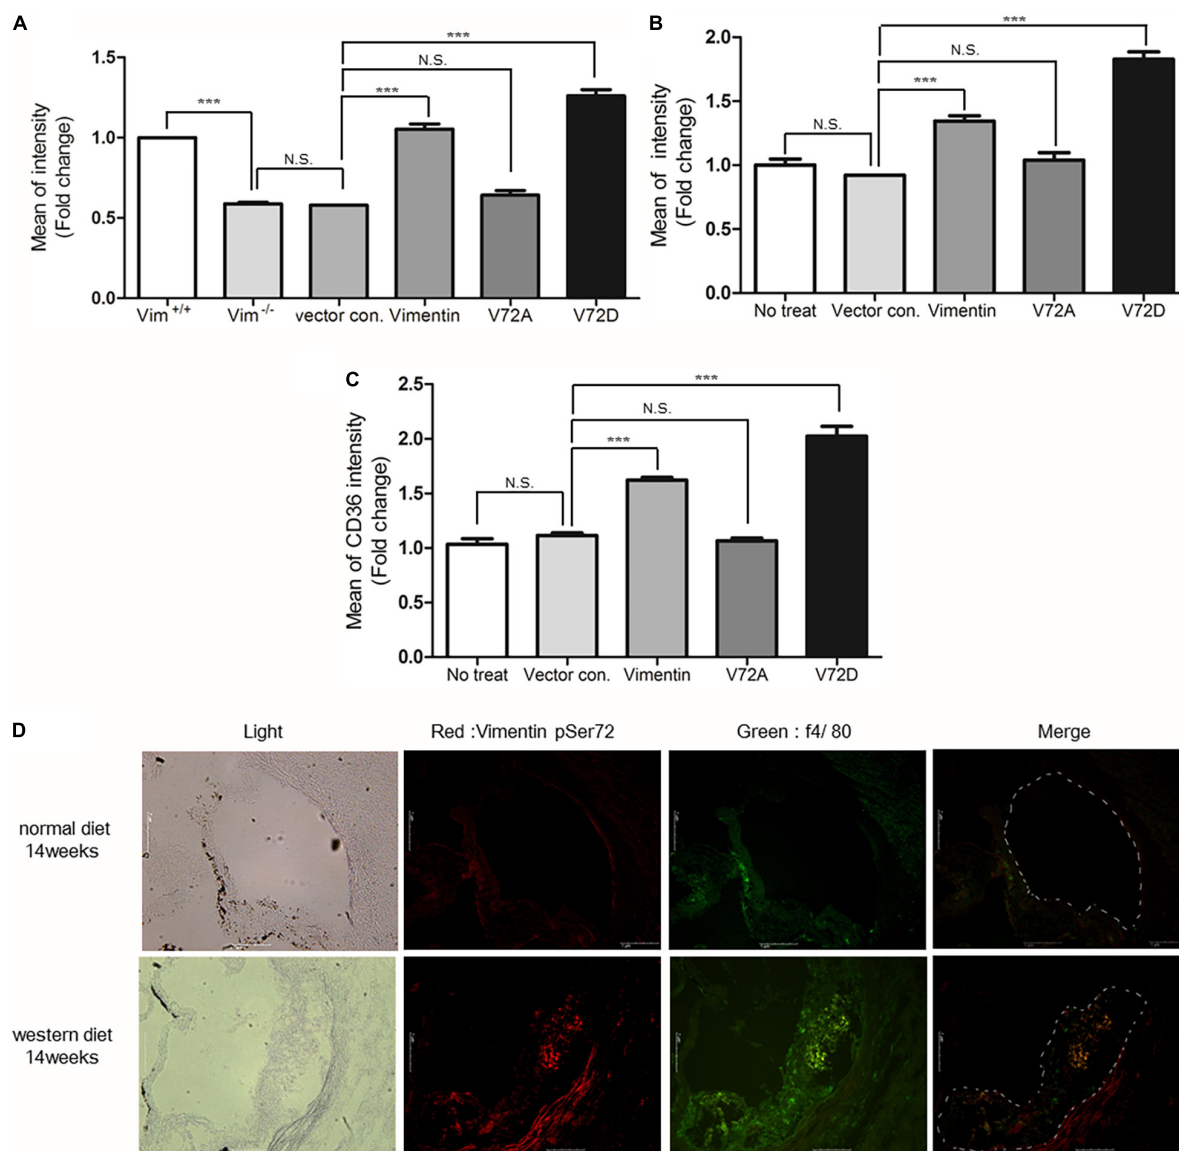 A
Mean of intensity
(Fold change)
1.5
1.0
0.5
0.0
***
N.S.
***
N.S.
***
Vim +/+
Vim -/-
vector con.
Vimentin
V72A
V72D
B
Mean of intensity
(Fold change)
2.0
1.5
1.0
0.5
0.0
N.S.
***
N.S.
***
No treat
Vector con.
Vimentin
V72A
V72D
C
Mean of CD36 intensity
(Fold change)
2.5
2.0
1.5
1.0
0.5
0.0
N.S.
***
N.S.
***
No treat
Vector con.
Vimentin
V72A
V72D
D
Light
Red :Vimentin pSer72
Green : f4/ 80
Merge
normal diet
14weeks
western diet
14weeks